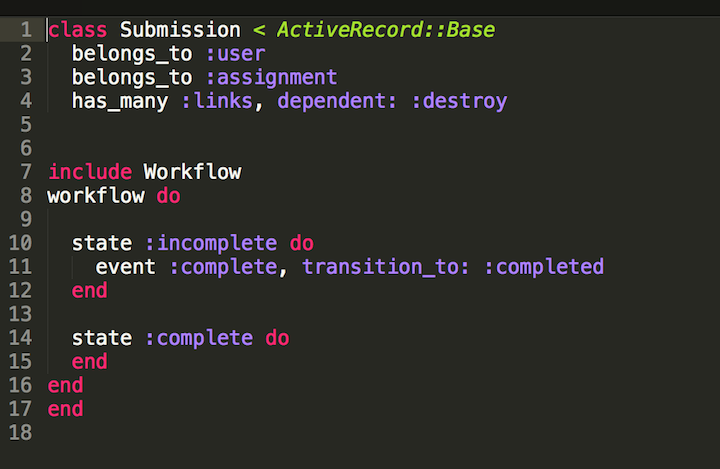 1 class Submission < ActiveRecord::Base
2   belongs_to :user
3   belongs_to :assignment
4   has_many :links, dependent: :destroy
5
6
7 include Workflow
8 workflow do
9
10   state :incomplete do
11     event :complete, transition_to: :completed
12   end
13
14   state :complete do
15   end
16 end
17 end
18